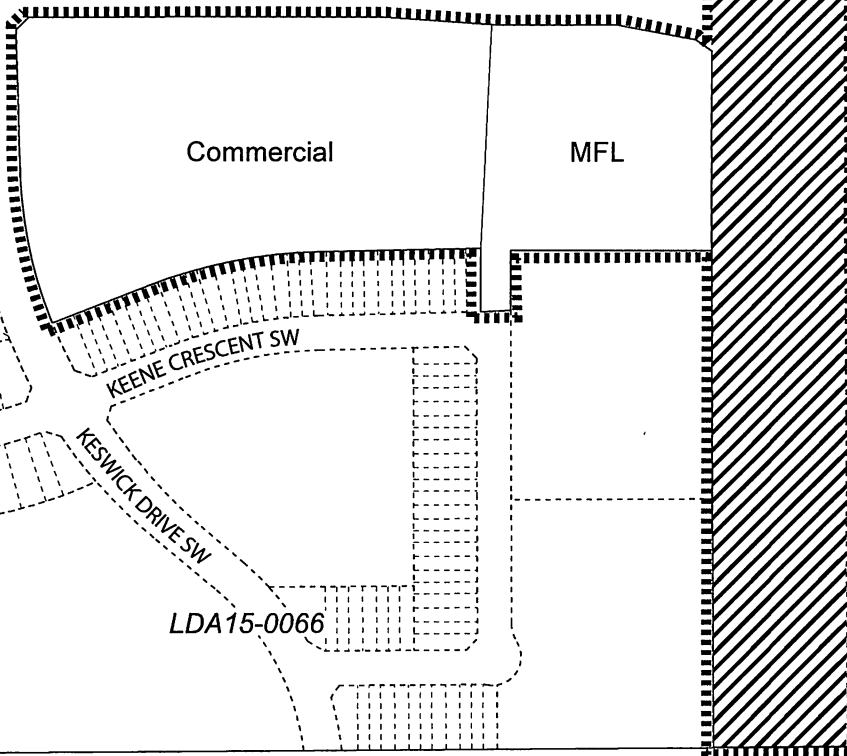 Commercial
MFL
KEENE CRESCENT SW
KESWICK DRIVE SW
LDA15-0066